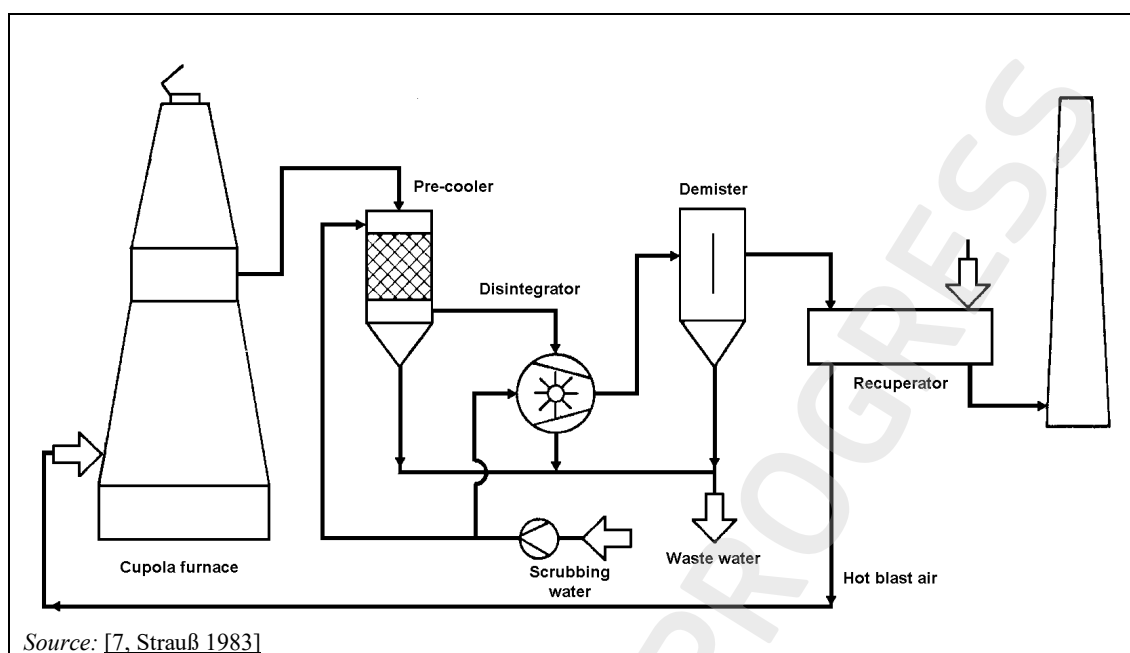 Pre-cooler
Demister
Disintegrator
Recuperator
Cupola furnace
Scrubbing
water
Waste water
Hot blast air
Source: [7, Strauß 1983]
PROGRESS